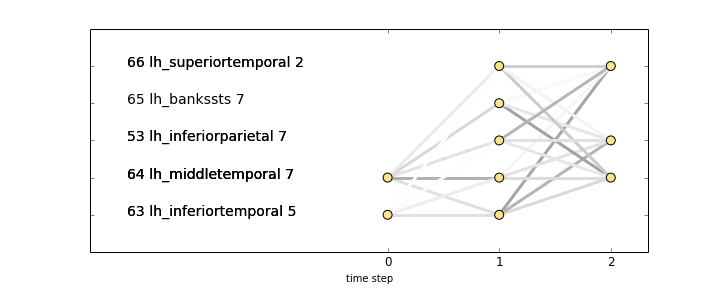 66 lh_superiortemporal 2
65 lh_bankssts 7
53 lh_inferiorparietal 7
64 lh_middletemporal 7
63 lh_inferiortemporal 5
0 1 2
time step